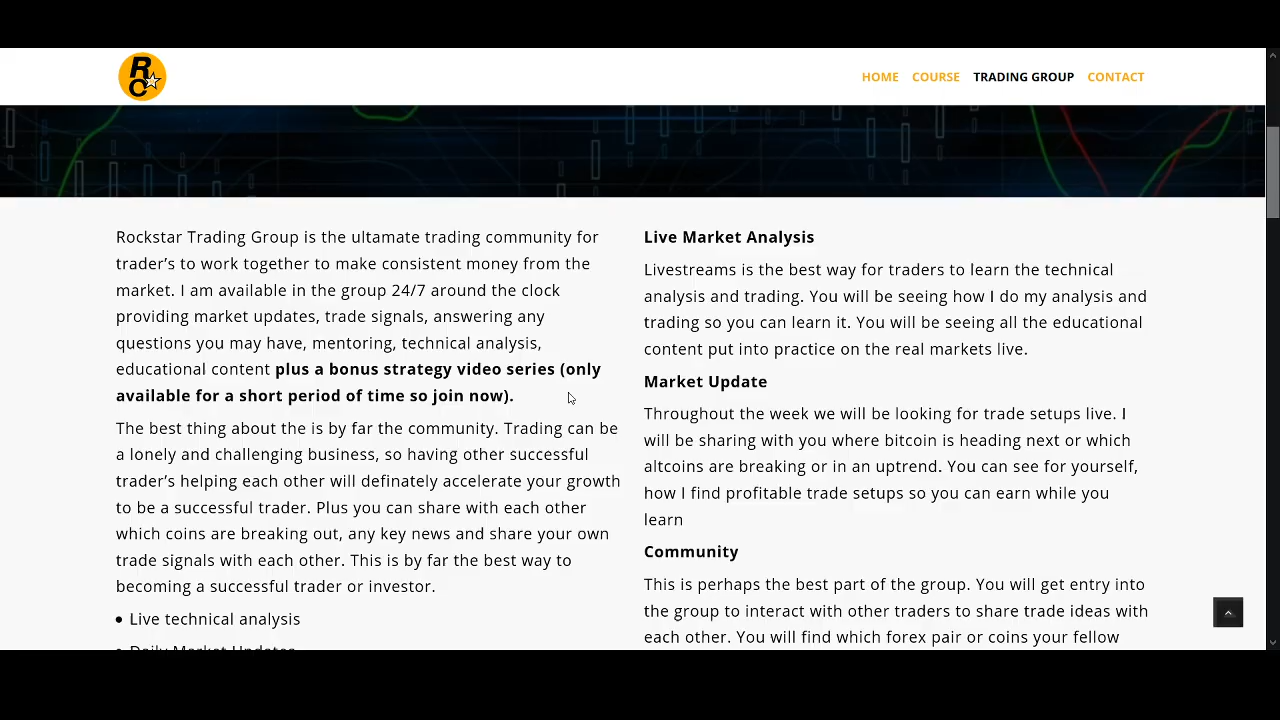 R
C
HOME COURSE TRADING GROUP CONTACT
Rockstar Trading Group is the ultamate trading community for
trader’s to work together to make consistent money from the
market. I am available in the group 24/7 around the clock
providing market updates, trade signals, answering any
questions you may have, mentoring, technical analysis,
educational content plus a bonus strategy video series (only
available for a short period of time so join now).
The best thing about the is by far the community. Trading can be
a lonely and challenging business, so having other successful
trader’s helping each other will definately accelerate your growth
to be a successful trader. Plus you can share with each other
which coins are breaking out, any key news and share your own
trade signals with each other. This is by far the best way to
becoming a successful trader or investor.
• Live technical analysis
• Daily Market Updates
Live Market Analysis
Livestreams is the best way for traders to learn the technical
analysis and trading. You will be seeing how I do my analysis and
trading so you can learn it. You will be seeing all the educational
content put into practice on the real markets live.
Market Update
Throughout the week we will be looking for trade setups live. I
will be sharing with you where bitcoin is heading next or which
altcoins are breaking or in an uptrend. You can see for yourself,
how I find profitable trade setups so you can earn while you
learn
Community
This is perhaps the best part of the group. You will get entry into
the group to interact with other traders to share trade ideas with
each other. You will find which forex pair or coins your fellow